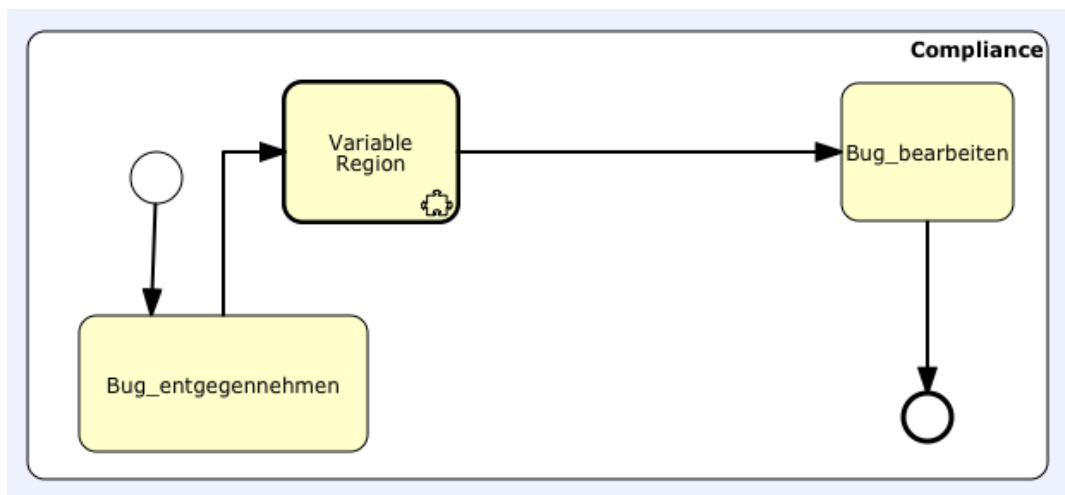 Compliance
Variable
Region
Bug_bearbeiten
Bug_entgegennehmen